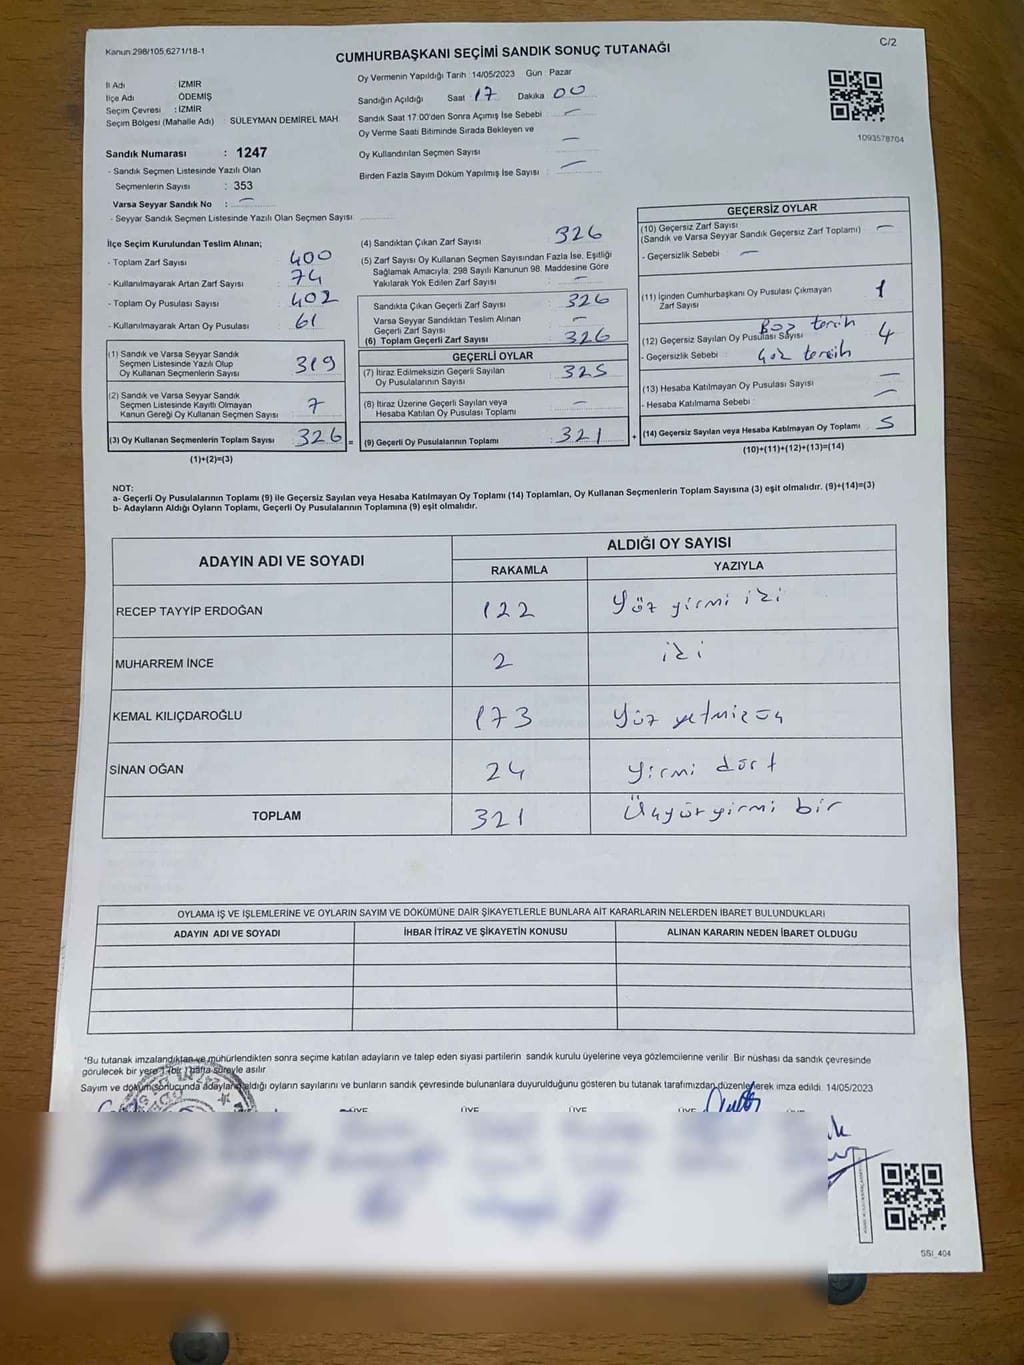 Kanun:298/105,6271/18-1
C/2
CUMHURBAŞKANI SEÇİMİ SANDIK SONUÇ TUTANAĞI
İl Adı İZMİR
İlçe Adı ÖDEMİŞ
Seçim Çevresi : İZMİR
Seçim Bölgesi (Mahalle Adı) : SÜLEYMAN DEMİREL MAH
Sandık Numarası : 1247
- Sandık Seçmen Listesinde Yazılı Olan
Seçmenlerin Sayısı : 353
Varsa Seyyar Sandık No : —
- Seyyar Sandık Seçmen Listesinde Yazılı Olan Seçmen Sayısı
Oy Vermenin Yapıldığı Tarih : 14/05/2023 Gün : Pazar
Sandığın Açıldığı Saat 17 Dakika 00
Sandık Saat 17:00'den Sonra Açımış İse Sebebi : —
Oy Verme Saati Bitiminde Sırada Bekleyen ve
Oy Kullandırılan Seçmen Sayısı : —
Birden Fazla Sayım Döküm Yapılmış İse Sayısı : —
1093578704
İlçe Seçim Kurulundan Teslim Alınan;
- Toplam Zarf Sayısı : 400
- Kullanılmayarak Artan Zarf Sayısı : 74
- Toplam Oy Pusulası Sayısı : 402
- Kullanılmayarak Artan Oy Pusulası : 61
(1) Sandık ve Varsa Seyyar Sandık
Seçmen Listesinde Yazılı Olup
Oy Kullanan Seçmenlerin Sayısı : 319
(2) Sandık ve Varsa Seyyar Sandık
Seçmen Listesinde Kayıtlı Olmayan
Kanun Gereği Oy Kullanan Seçmen Sayısı : 7
(3) Oy Kullanan Seçmenlerin Toplam Sayısı : 326 =
(1)+(2)=(3)
(4) Sandıktan Çıkan Zarf Sayısı : 326
(5) Zarf Sayısı Oy Kullanan Seçmen Sayısından Fazla İse, Eşitliği
Sağlamak Amacıyla; 298 Sayılı Kanunun 98. Maddesine Göre
Yakılarak Yok Edilen Zarf Sayısı : —
Sandıkta Çıkan Geçerli Zarf Sayısı : 326
Varsa Seyyar Sandıktan Teslim Alınan
Geçerli Zarf Sayısı : —
(6) Toplam Geçerli Zarf Sayısı : 326
GEÇERLİ OYLAR
(7) İtiraz Edilmeksizin Geçerli Sayılan
Oy Pusulalarının Sayısı : 325
(8) İtiraz Üzerine Geçerli Sayılan veya
Hesaba Katılan Oy Pusulası Toplamı : —
(9) Geçerli Oy Pusulalarının Toplamı : 321 +
GEÇERSİZ OYLAR
(10) Geçersiz Zarf Sayısı
(Sandık ve Varsa Seyyar Sandık Geçersiz Zarf Toplamı) : —
- Geçersizlik Sebebi : —
(11) İçinden Cumhurbaşkanı Oy Pusulası Çıkmayan
Zarf Sayısı : 1
(12) Geçersiz Sayılan Oy Pusulası Sayısı : 4
- Geçersizlik Sebebi : Boz tercih
tercih
(13) Hesaba Katılmayan Oy Pusulası Sayısı : —
- Hesaba Katılmama Sebebi : —
(14) Geçersiz Sayılan veya Hesaba Katılmayan Oy Toplamı : 5
(10)+(11)+(12)+(13)=(14)
NOT:
a- Geçerli Oy Pusulalarının Toplamı (9) ile Geçersiz Sayılan veya Hesaba Katılmayan Oy Toplamı (14) Toplamları, Oy Kullanan Seçmenlerin Toplam Sayısına (3) eşit olmalıdır. (9)+(14)=(3)
b- Adayların Aldığı Oyların Toplamı, Geçerli Oy Pusulalarının Toplamına (9) eşit olmalıdır.
ADAYIN ADI VE SOYADI ALDIĞI OY SAYISI
RAKAMLA YAZIYLA
RECEP TAYYİP ERDOĞAN 122 Yüz yirmi iki
MUHARREM İNCE 2 iki
KEMAL KILIÇDAROĞLU 173 Yüz yetmiş üç
SİNAN OĞAN 24 Yirmi dört
TOPLAM 321 Üçyüz yirmi bir
OYLAMA İŞ VE İŞLEMLERİNE VE OYLARIN SAYIM VE DÖKÜMÜNE DAİR ŞİKAYETLERLE BUNLARA AİT KARARLARIN NELERDEN İBARET BULUNDUKLARI
ADAYIN ADI VE SOYADI İHBAR İTİRAZ VE ŞİKAYETİN KONUSU ALINAN KARARIN NEDEN İBARET OLDUĞU
*Bu tutanak imzalandıktan ve mühürlendikten sonra seçime katılan adayların ve talep eden siyasi partilerin sandık kurulu üyelerine veya gözlemcilerine verilir. Bir nüshası da sandık çevresinde
görülecek bir yere 1 (bir) hafta süreyle asılır
Sayım ve döküm sonucunda adayların aldığı oyların sayılarını ve bunların sandık çevresinde bulunanlara duyurulduğunu gösteren bu tutanak tarafımızdan düzenlenerek imza edildi. 14/05/2023
ÜYE ÜYE ÜYE ÜYE ÜYE
SSI_404